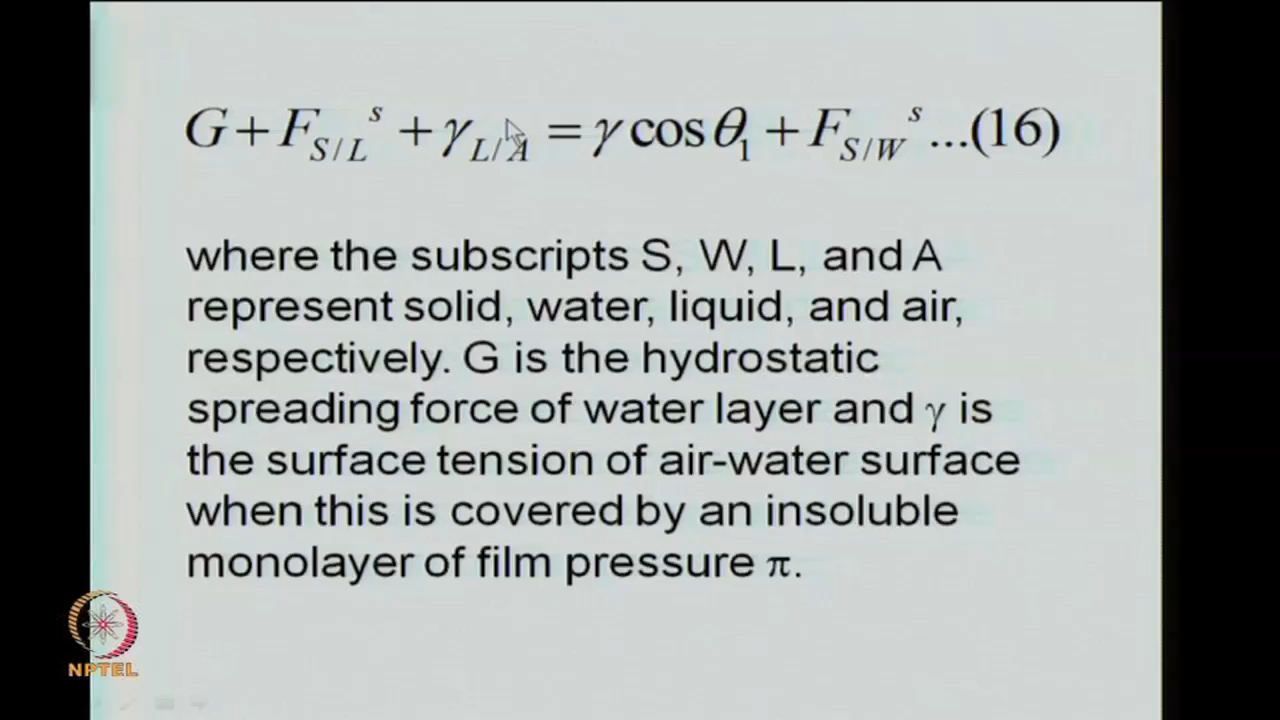 G + F_{S/L}^s + γ_{L/A} = γ cos θ_1 + F_{S/W}^s ...(16)
where the subscripts S, W, L, and A
represent solid, water, liquid, and air,
respectively. G is the hydrostatic
spreading force of water layer and γ is
the surface tension of air-water surface
when this is covered by an insoluble
monolayer of film pressure π.
NPTEL